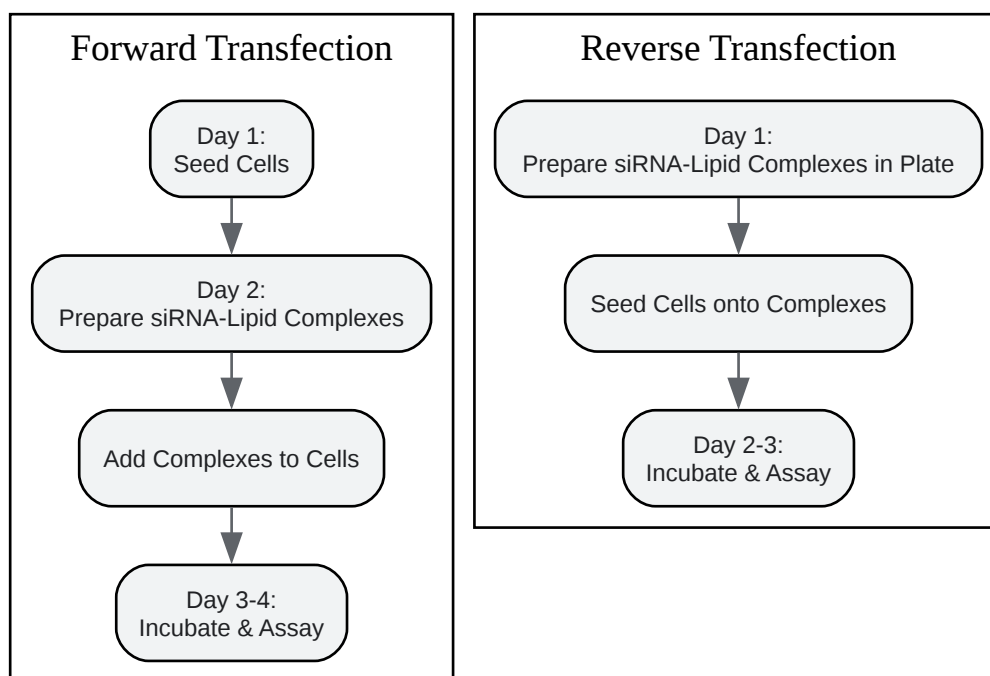 Forward Transfection
Day 1:
Seed Cells
Day 2:
Prepare siRNA-Lipid Complexes
Add Complexes to Cells
Day 3-4:
Incubate & Assay
Reverse Transfection
Day 1:
Prepare siRNA-Lipid Complexes in Plate
Seed Cells onto Complexes
Day 2-3:
Incubate & Assay